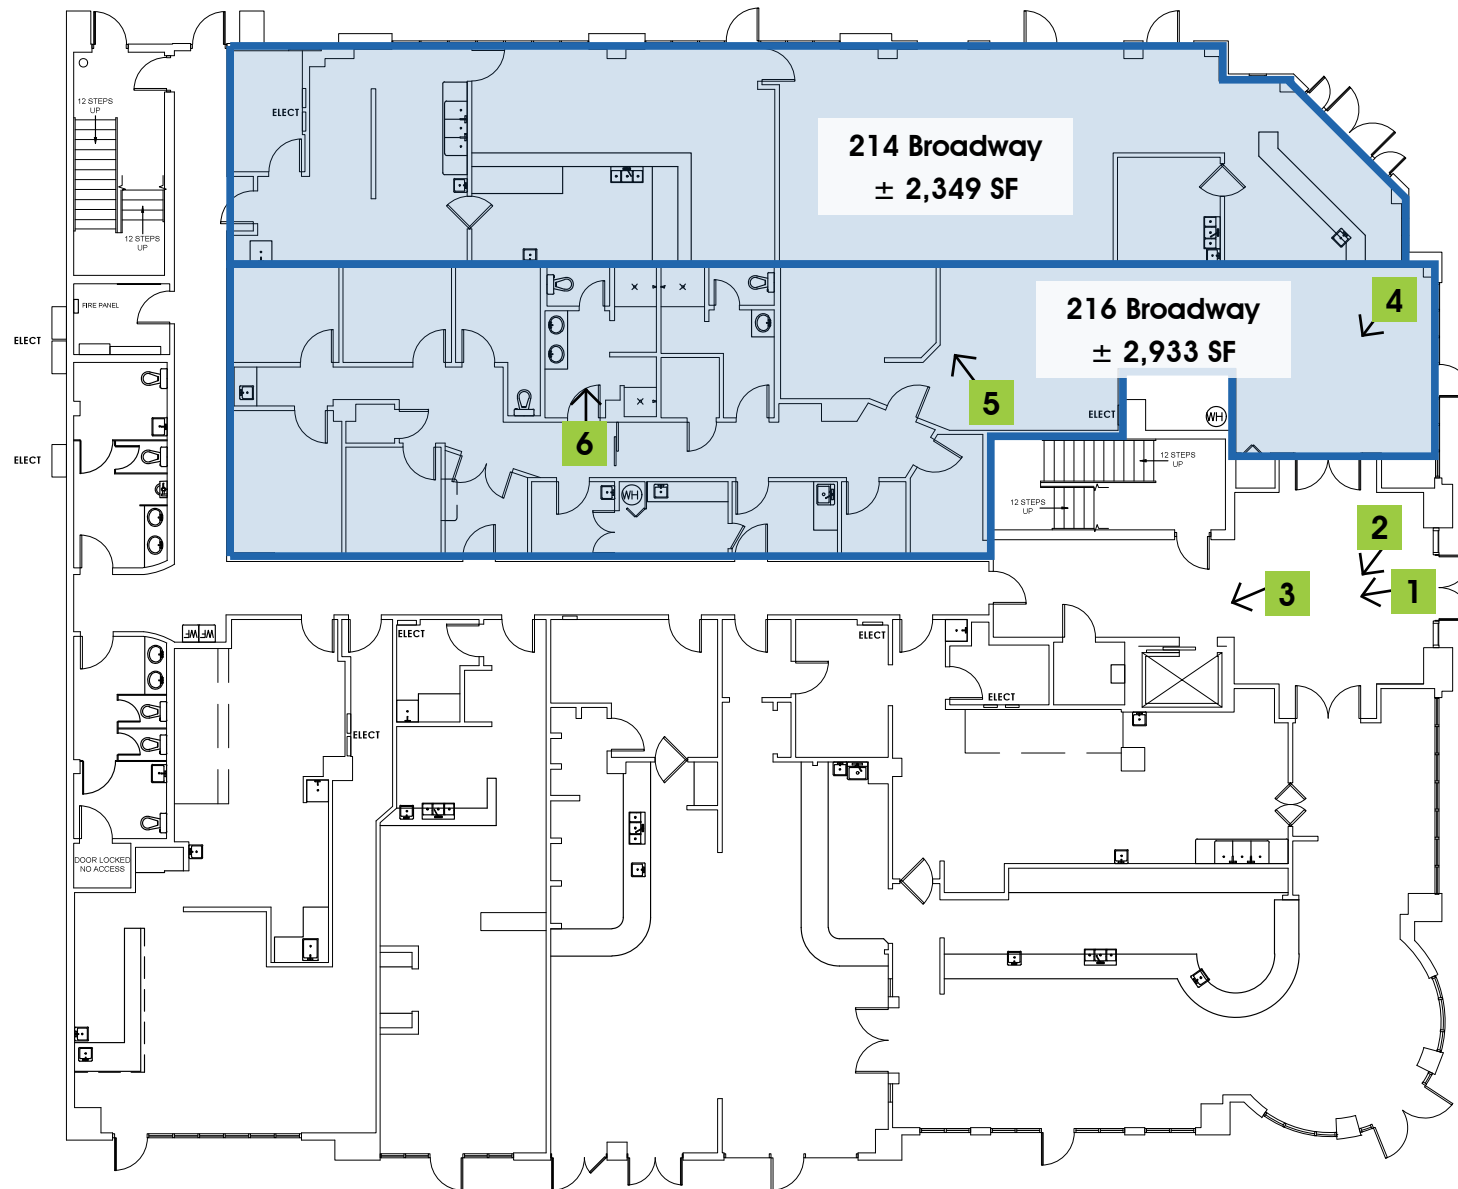 12 STEPS
UP
ELECT
214 Broadway
± 2,349 SF
12 STEPS
UP
FIRE PANEL
ELECT
216 Broadway
± 2,933 SF
4
5
ELECT
WH
6
ELECT
12 STEPS
UP
WH
12 STEPS
UP
2
1
3
WF
WF
ELECT
ELECT
ELECT
ELECT
DOOR LOCKED
NO ACCESS